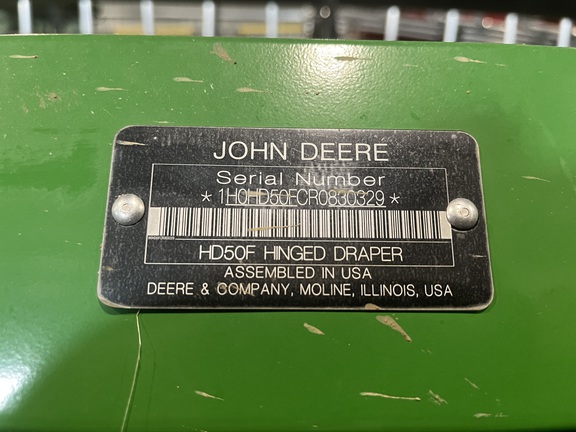 JOHN DEERE
Serial Number
*1H0HD50FCR0830329*
HD50F HINGED DRAPER
ASSEMBLED IN USA
DEERE & COMPANY, MOLINE, ILLINOIS, USA